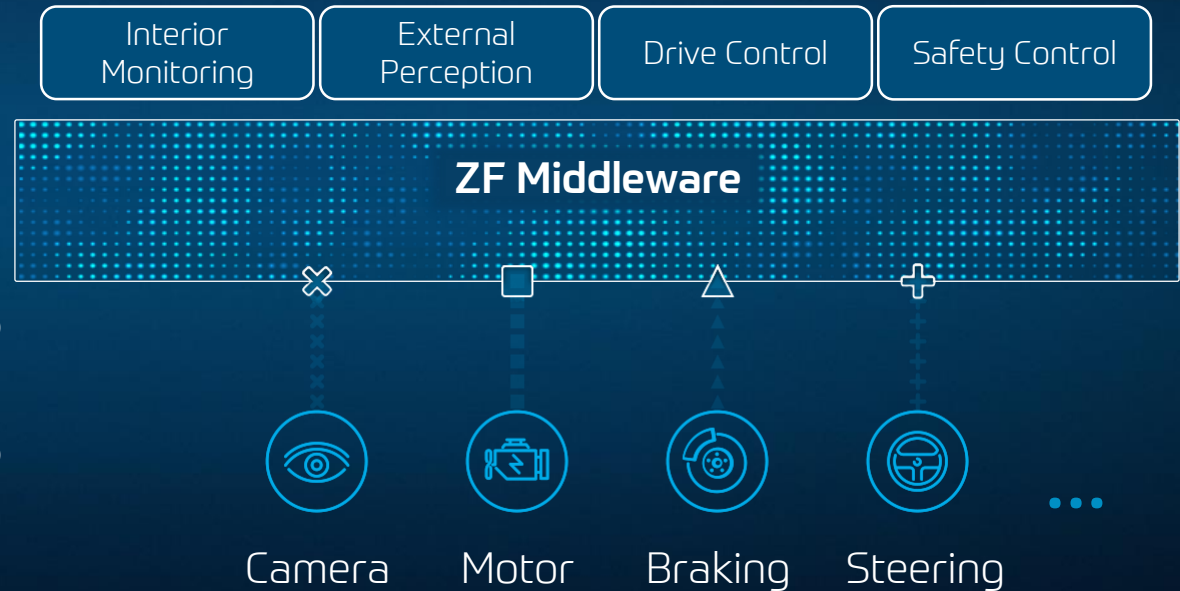 Interior
Monitoring
External
Perception
Drive Control
Safety Control
ZF Middleware
Camera
Motor
Braking
Steering
...